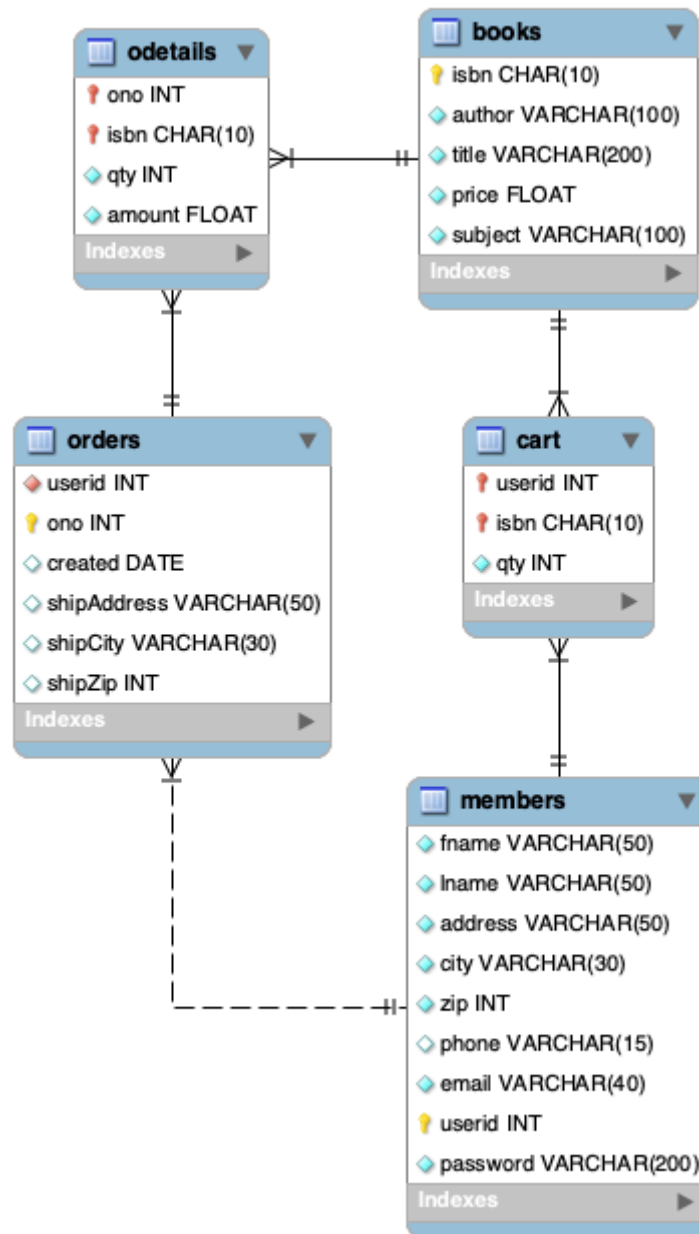 odetails
ono INT
isbn CHAR(10)
qty INT
amount FLOAT
Indexes
books
isbn CHAR(10)
author VARCHAR(100)
title VARCHAR(200)
price FLOAT
subject VARCHAR(100)
Indexes
orders
userid INT
ono INT
created DATE
shipAddress VARCHAR(50)
shipCity VARCHAR(30)
shipZip INT
Indexes
cart
userid INT
isbn CHAR(10)
qty INT
Indexes
members
fname VARCHAR(50)
lname VARCHAR(50)
address VARCHAR(50)
city VARCHAR(30)
zip INT
phone VARCHAR(15)
email VARCHAR(40)
userid INT
password VARCHAR(200)
Indexes